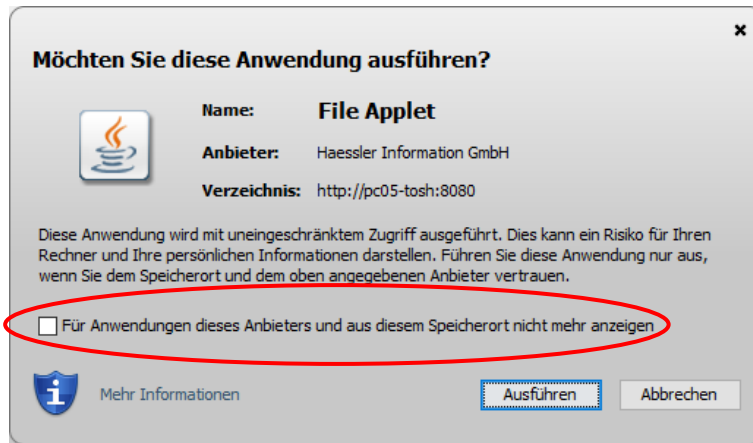 Möchten Sie diese Anwendung ausführen?
Name: File Applet
Anbieter: Haessler Information GmbH
Verzeichnis: http://pc05-tosh:8080
Diese Anwendung wird mit uneingeschränktem Zugriff ausgeführt. Dies kann ein Risiko für Ihren
Rechner und Ihre persönlichen Informationen darstellen. Führen Sie diese Anwendung nur aus,
wenn Sie dem Speicherort und dem oben angegebenen Anbieter vertrauen.
Für Anwendungen dieses Anbieters und aus diesem Speicherort nicht mehr anzeigen
Mehr Informationen Ausführen Abbrechen